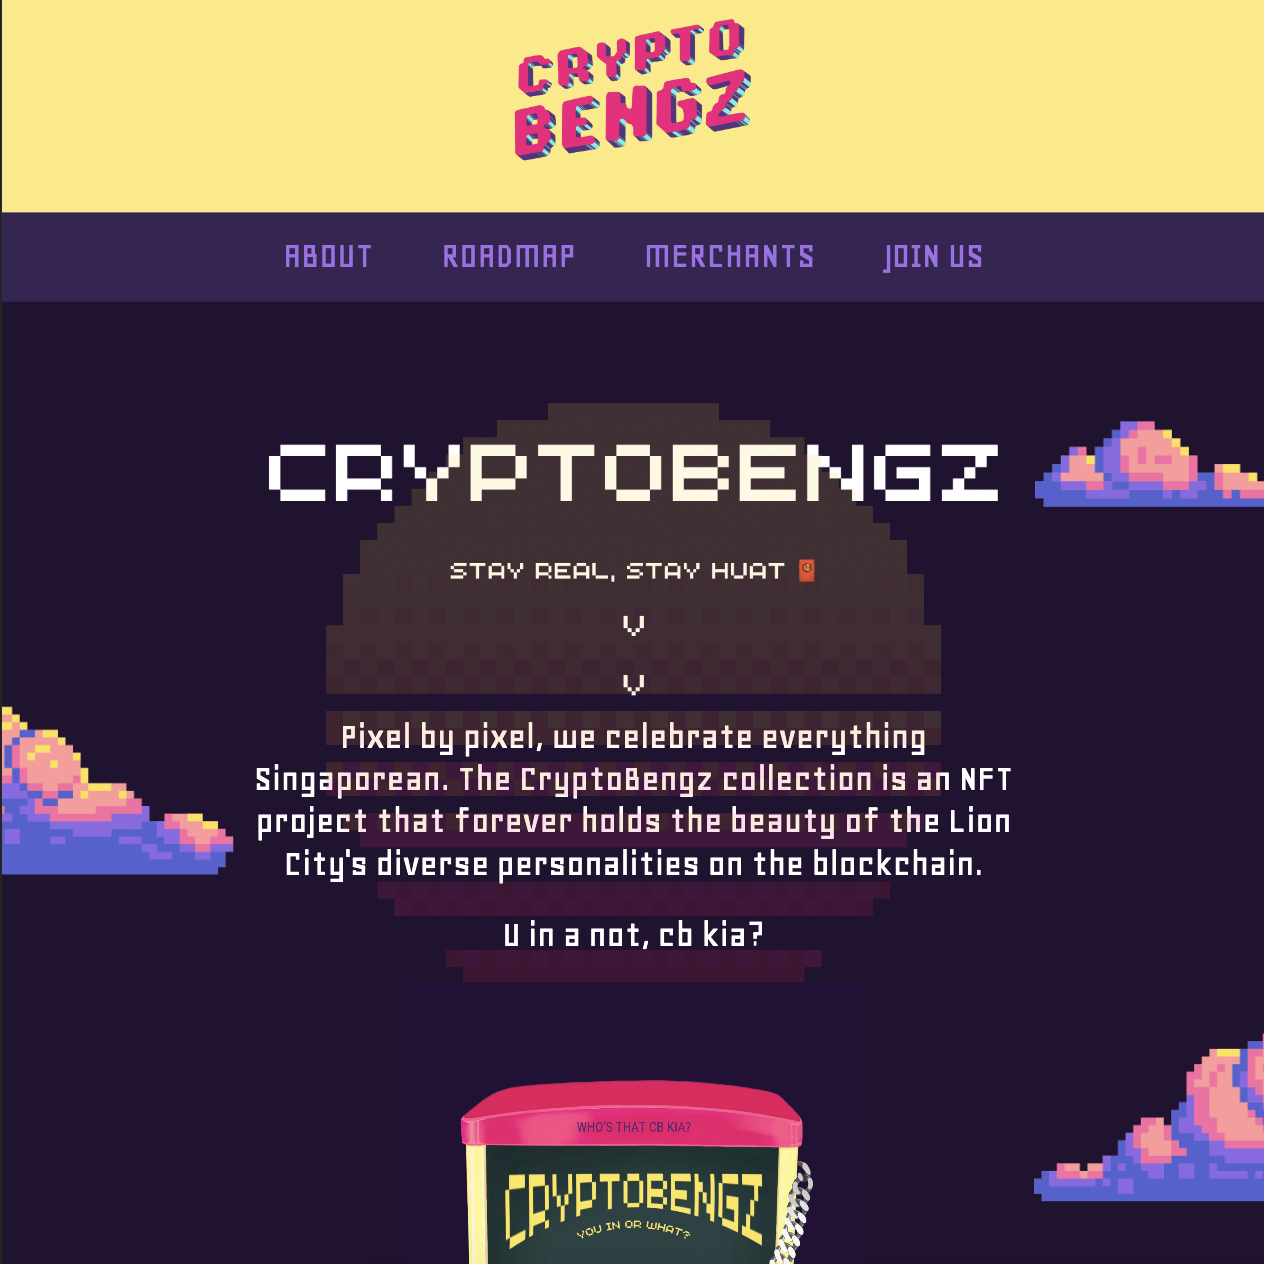 CRYPTO
BENGZ
ABOUT ROADMAP MERCHANTS JOIN US
CRYPTOBENGZ
STAY REAL, STAY HUAT 🧧
V
V
Pixel by pixel, we celebrate everything
Singaporean. The CryptoBengz collection is an NFT
project that forever holds the beauty of the Lion
City's diverse personalities on the blockchain.
U in a not, cb kia?
WHO'S THAT CB KIA?
CRYPTOBENGZ
YOU IN OR WHAT?